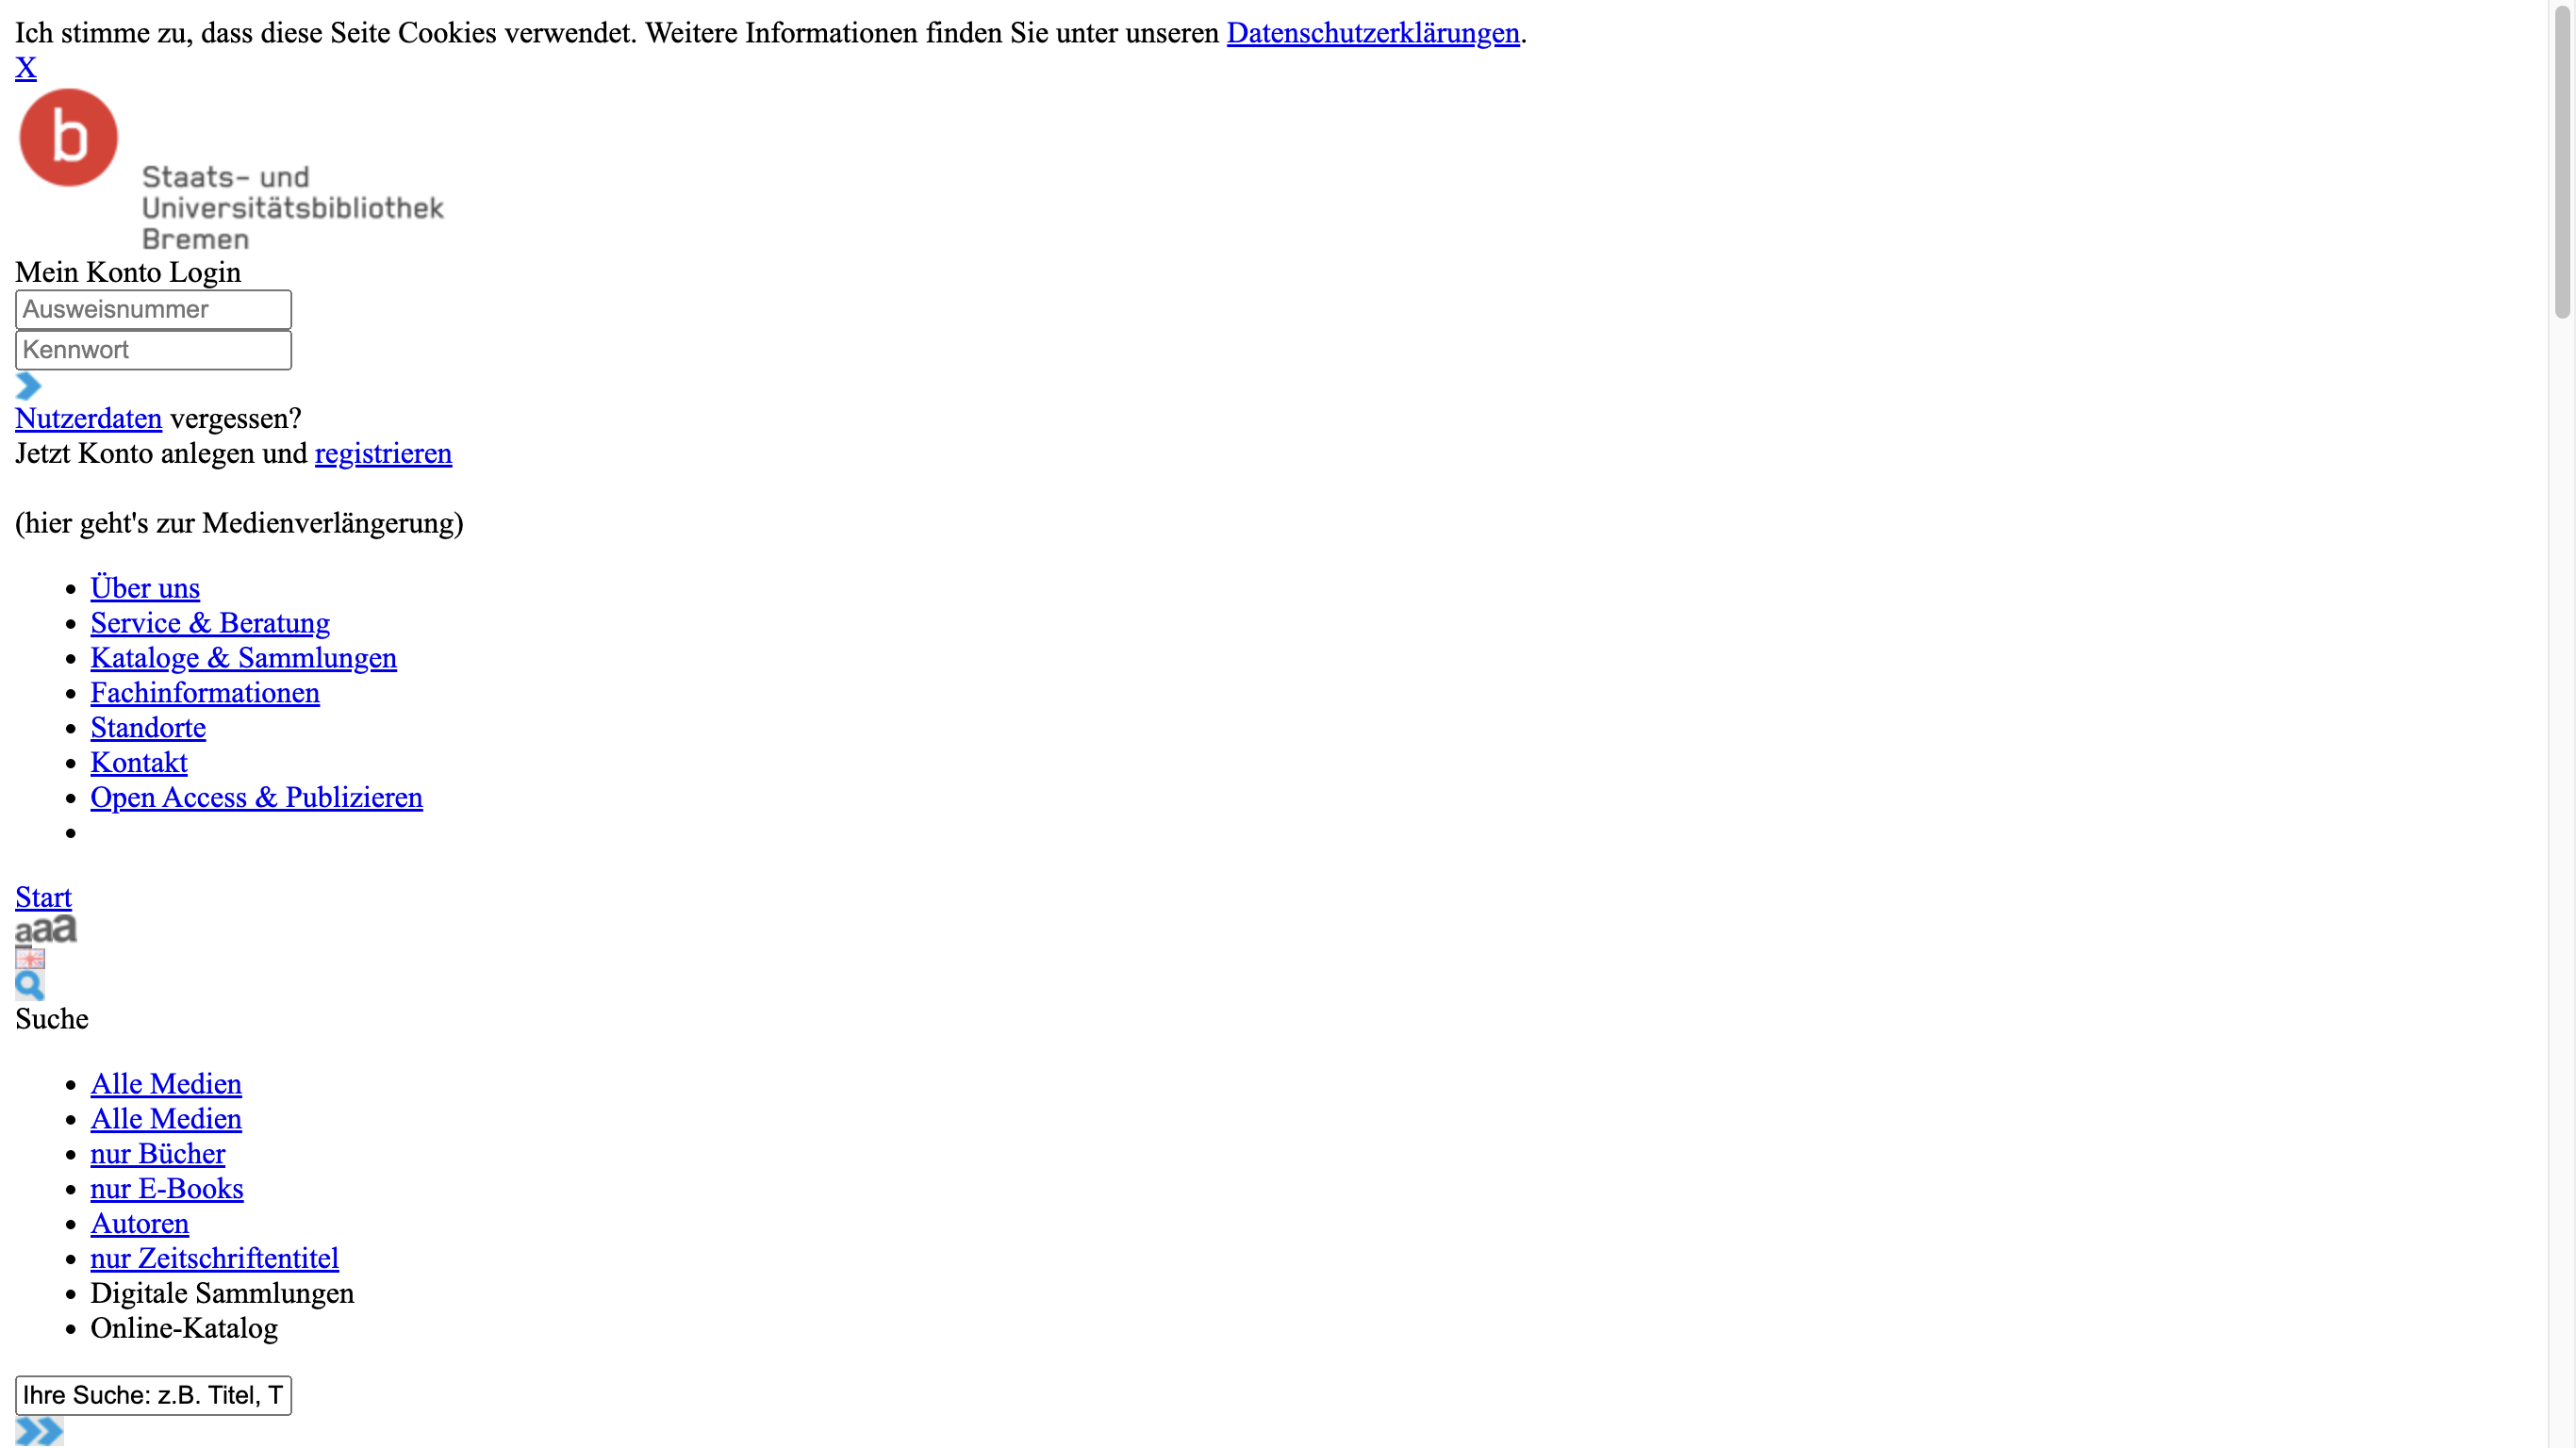 Ich stimme zu, dass diese Seite Cookies verwendet. Weitere Informationen finden Sie unter unseren Datenschutzerklärungen.
X
b
Staats- und
Universitätsbibliothek
Bremen
Mein Konto Login
Ausweisnummer
Kennwort
Nutzerdaten vergessen?
Jetzt Konto anlegen und registrieren
(hier geht's zur Medienverlängerung)
Über uns
Service & Beratung
Kataloge & Sammlungen
Fachinformationen
Standorte
Kontakt
Open Access & Publizieren
Start
aaa
Suche
Alle Medien
Alle Medien
nur Bücher
nur E-Books
Autoren
nur Zeitschriftentitel
Digitale Sammlungen
Online-Katalog
Ihre Suche: z.B. Titel, T